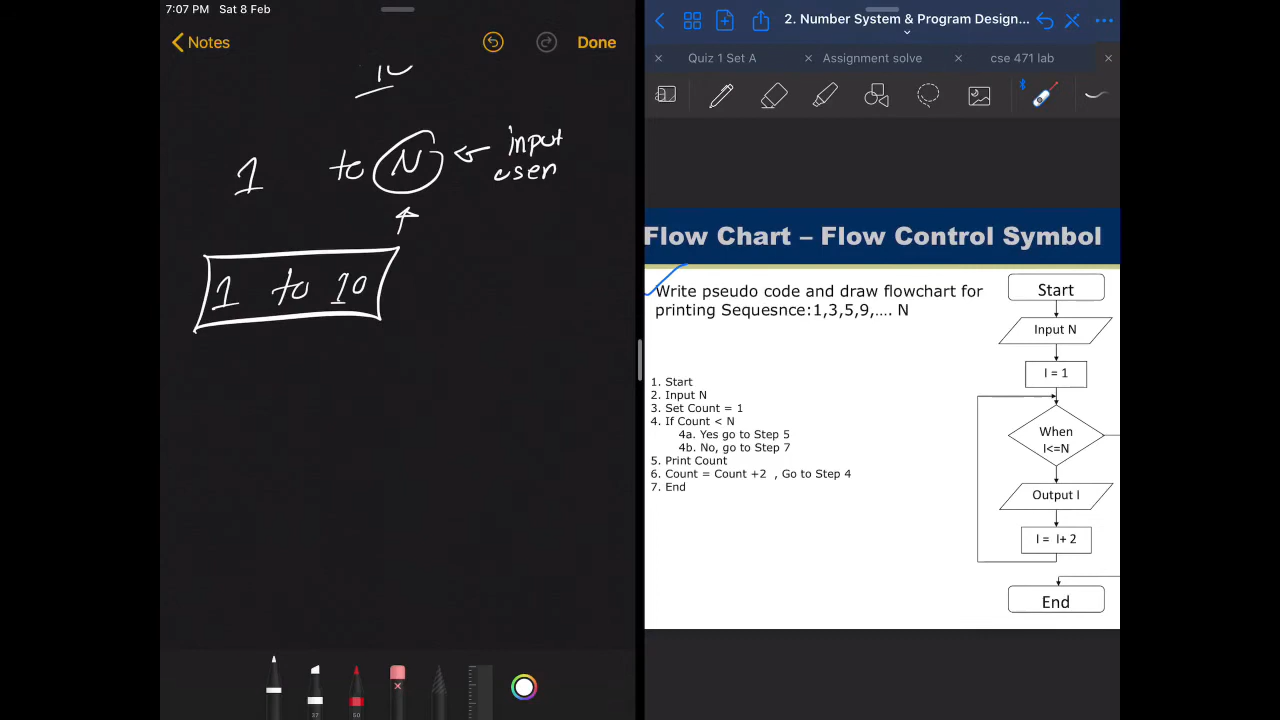 7:07 PM Sat 8 Feb
Notes
Done
1 to N ← input
usen
1 to 10
2. Number System & Program Design...
Quiz 1 Set A
Assignment solve
cse 471 lab
Flow Chart – Flow Control Symbol
Write pseudo code and draw flowchart for
printing Sequesnce:1,3,5,9,.... N
1. Start
2. Input N
3. Set Count = 1
4. If Count < N
4a. Yes go to Step 5
4b. No, go to Step 7
5. Print Count
6. Count = Count +2 , Go to Step 4
7. End
Start
Input N
I = 1
When
I<=N
Output I
I = I+ 2
End
37
50